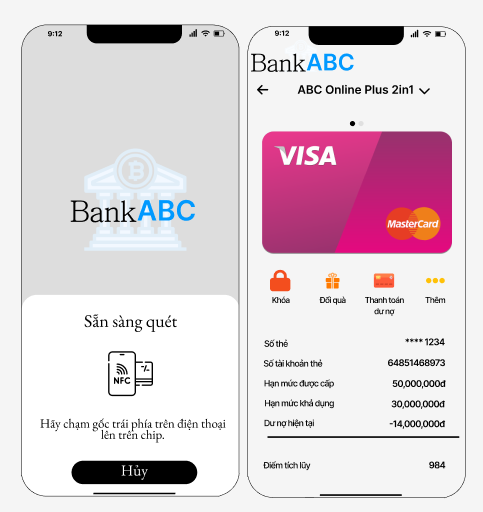 9:12
BankABC
Sẵn sàng quét
NFC
Hãy chạm gốc trái phía trên điện thoại
lên trên chip.
Hủy
9:12
BankABC
ABC Online Plus 2in1
VISA
MasterCard
Khóa
Đổi quà
Thanh toán
dư nợ
Thêm
Số thẻ **** 1234
Số tài khoản thẻ 64851468973
Hạn mức được cấp 50,000,000đ
Hạn mức khả dụng 30,000,000đ
Dư nợ hiện tại -14,000,000đ
Điểm tích lũy 984